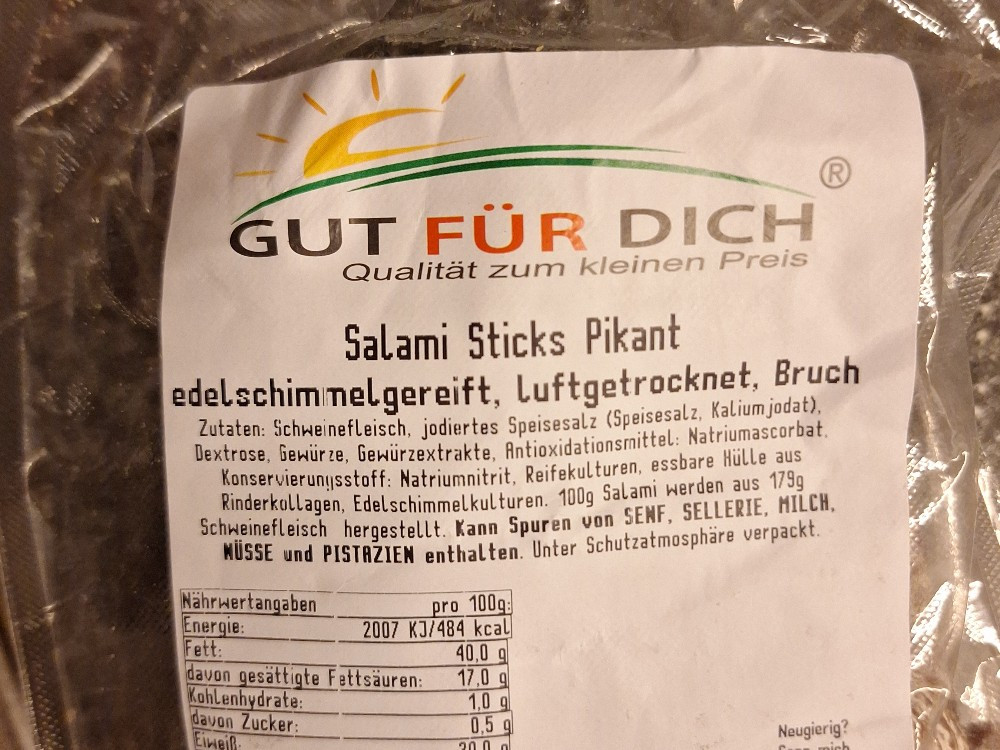 ®
GUT FÜR DICH
Qualität zum kleinen Preis
Salami Sticks Pikant
edelschimmelgereift, luftgetrocknet, Bruch
Zutaten: Schweinefleisch, jodiertes Speisesalz (Speisesalz, Kaliumjodat),
Dextrose, Gewürze, Gewürzextrakte, Antioxidationsmittel: Natriumascorbat,
Konservierungsstoff: Natriumnitrit, Reifekulturen, essbare Hülle aus
Rinderkollagen, Edelschimmelkulturen. 100g Salami werden aus 179g
Schweinefleisch hergestellt. Kann Spuren von SENF, SELLERIE, MILCH,
NÜSSE und PISTAZIEN enthalten. Unter Schutzatmosphäre verpackt.
Nährwertangaben pro 100g:
Energie: 2007 KJ/484 kcal
Fett: 40,0 g
davon gesättigte Fettsäuren: 17,0 g
Kohlenhydrate: 1,0 g
davon Zucker: 0,5 g
Eiweiß:
Neugierig?